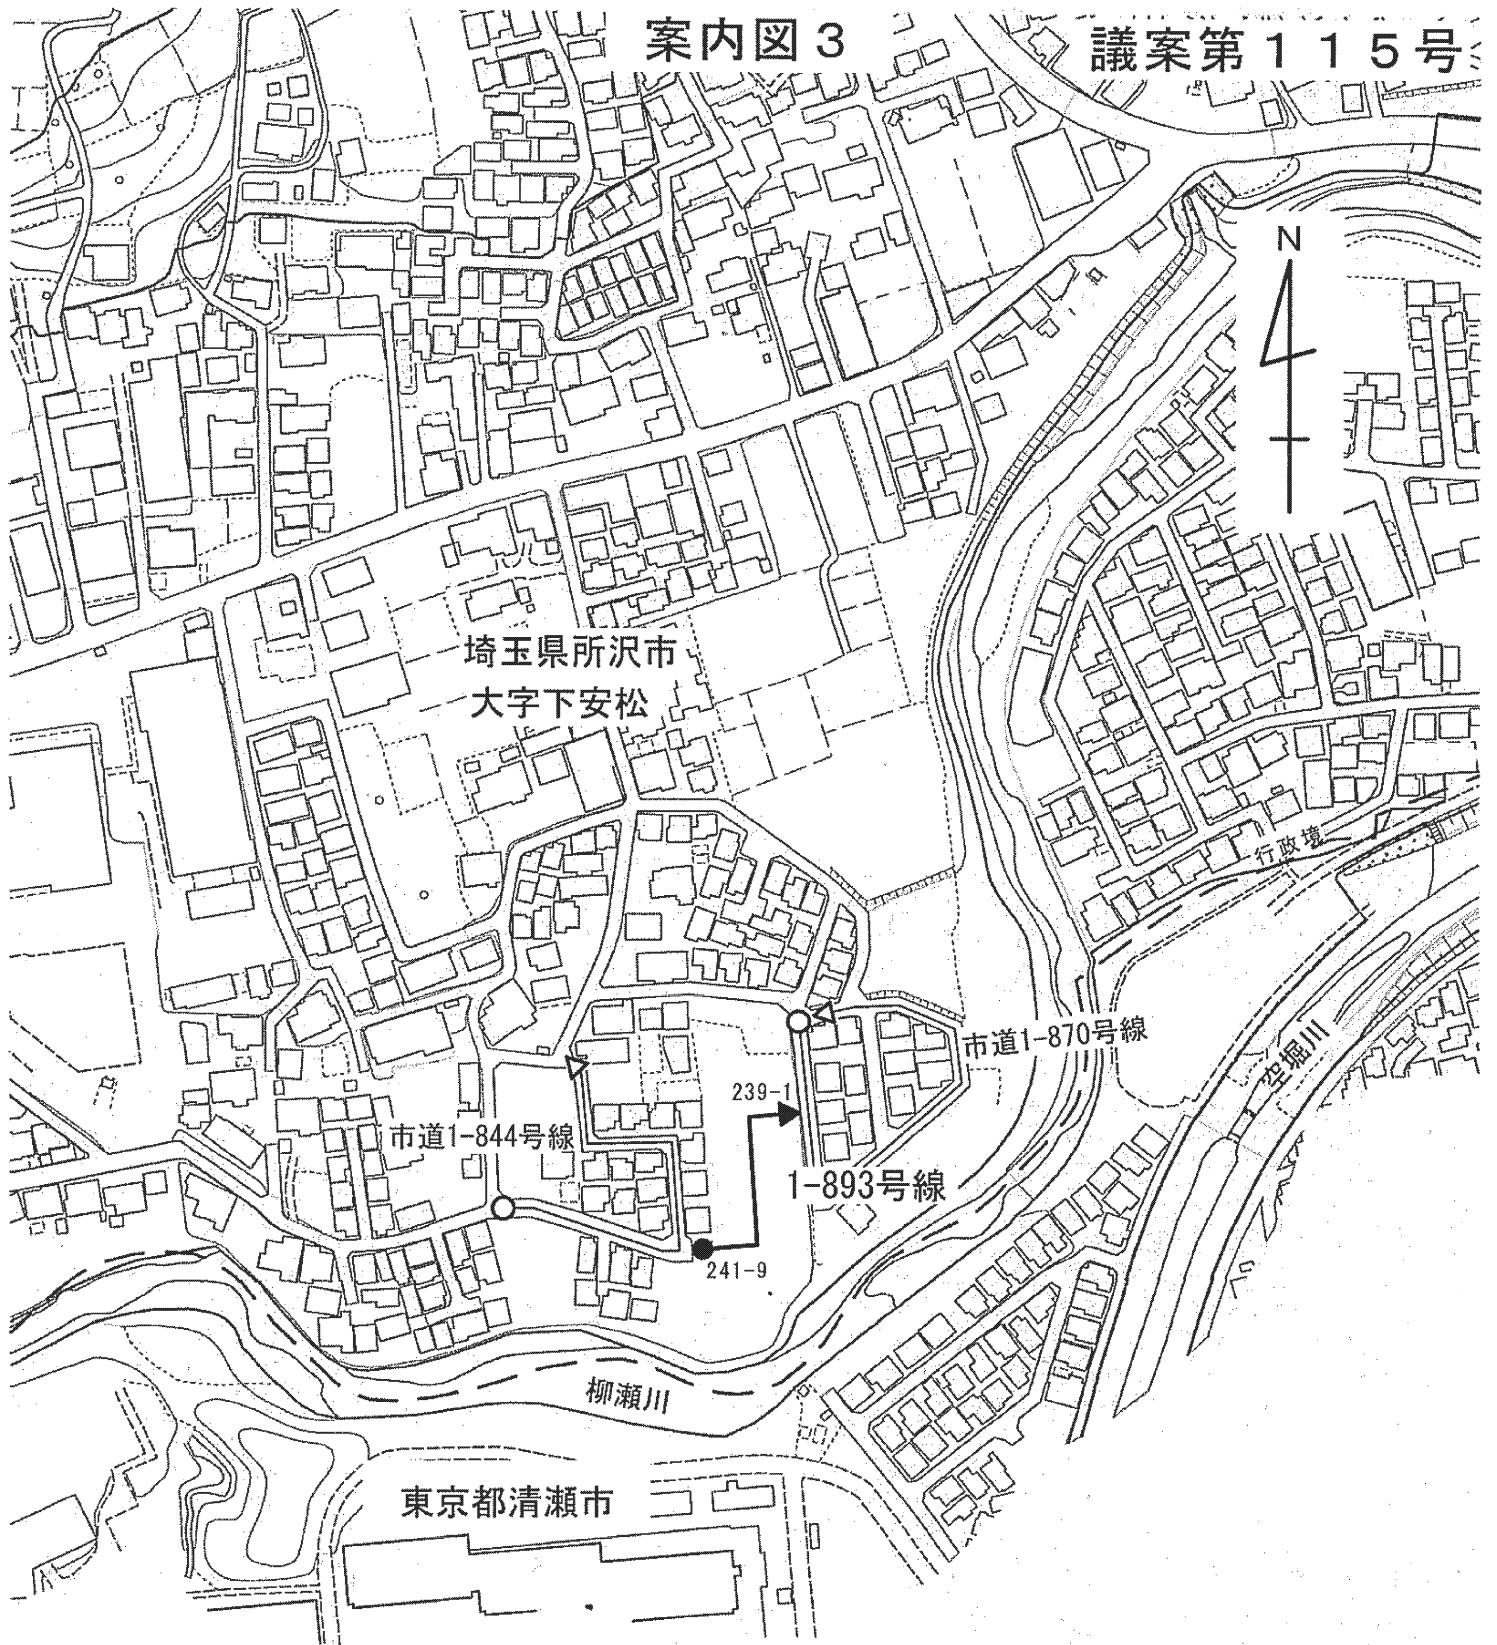 案内図３
議案第１１５号
N
埼玉県所沢市
大字下安松
行政境
市道1-870号線
空堀川
239-1
市道1-844号線
1-893号線
241-9
柳瀬川
東京都清瀬市